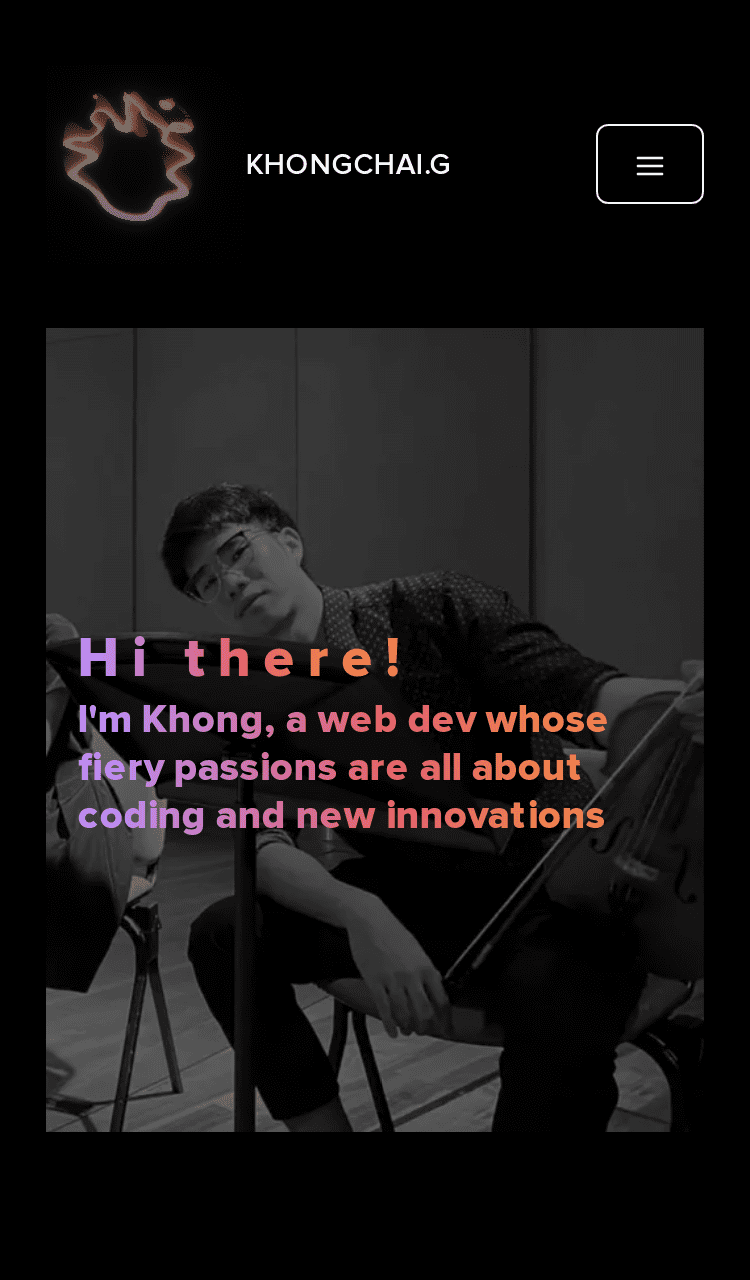 KHONGCHAI.G
Hi there!
I'm Khong, a web dev whose
fiery passions are all about
coding and new innovations